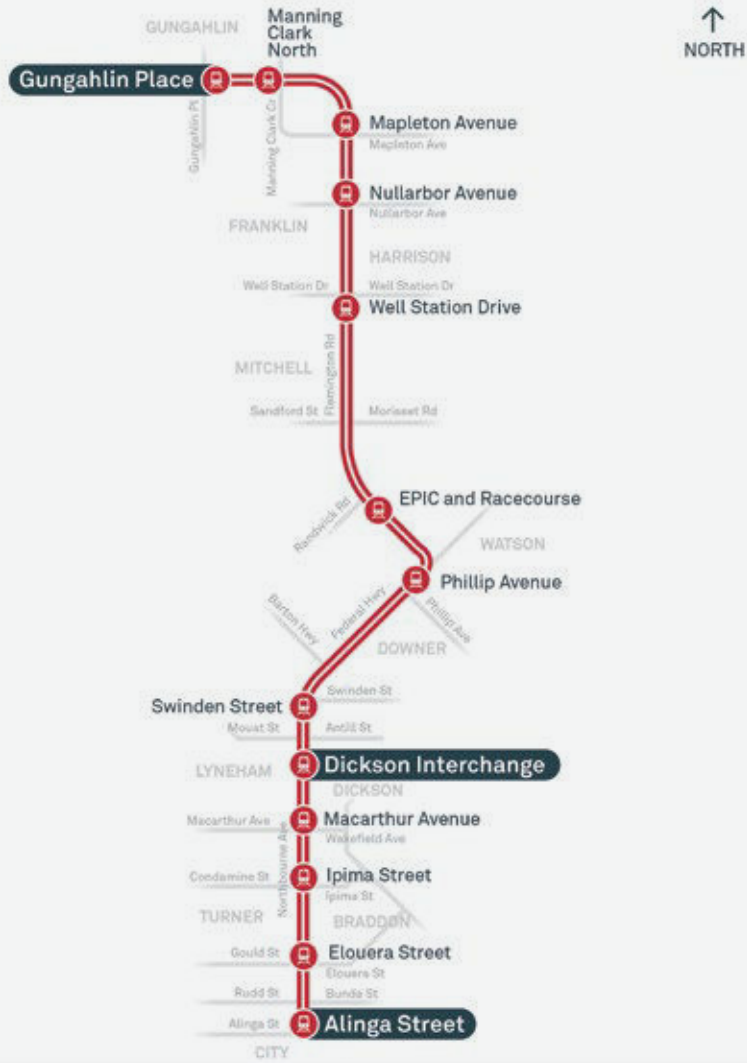 GUNGAHLIN
Manning
Clark
North
NORTH
Gungahlin Place
Gungahlin Pl
Manning Clark Cr
Mapleton Avenue
Mapleton Ave
Nullarbor Avenue
Nullarbor Ave
FRANKLIN
HARRISON
Well Station Dr
Well Station Dr
Well Station Drive
Flemington Rd
MITCHELL
Sandford St
Morisset Rd
EPIC and Racecourse
Randwick Rd
WATSON
Phillip Avenue
Phillip Ave
Federal Hwy
Barton Hwy
DOWNER
Swinden St
Swinden Street
Mouat St
Antill St
LYNEHAM
Dickson Interchange
DICKSON
Macarthur Ave
Macarthur Avenue
Wakefield Ave
Northbourne Ave
Condamine St
Ipima Street
Ipima St
TURNER
BRADDON
Gould St
Elouera Street
Elouera St
Rudd St
Bunda St
Alinga St
Alinga Street
CITY